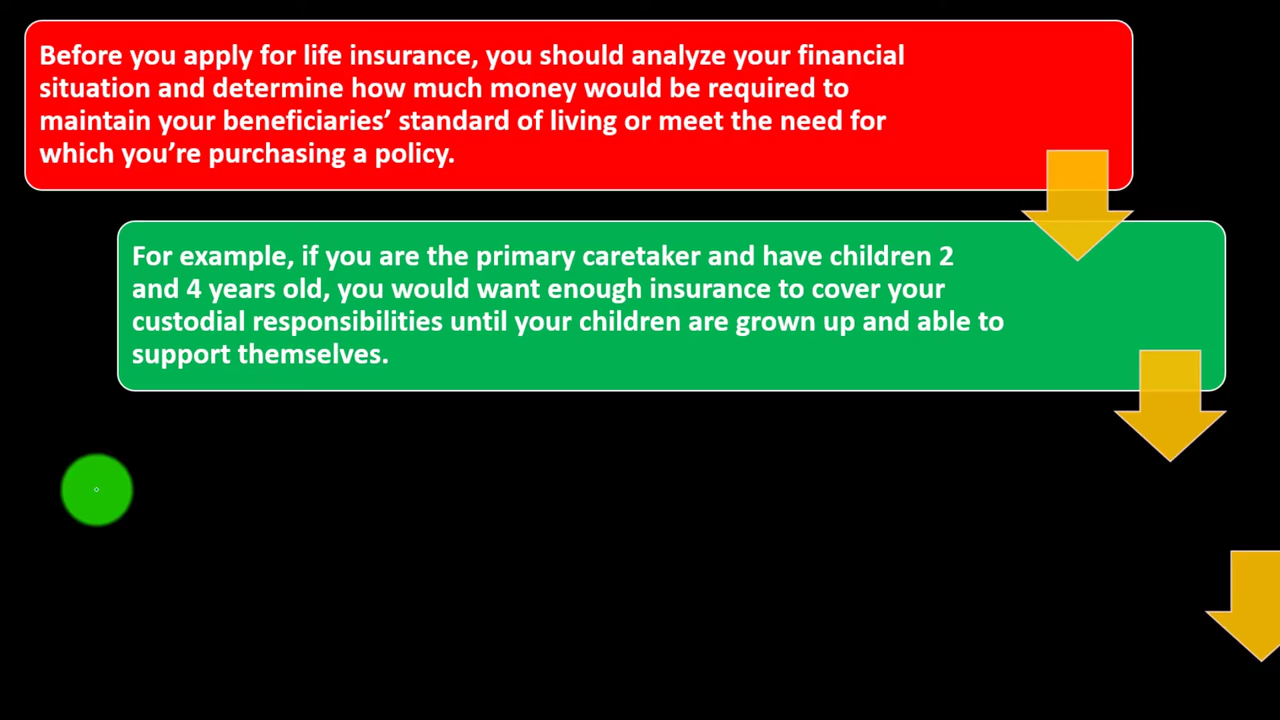 Before you apply for life insurance, you should analyze your financial
situation and determine how much money would be required to
maintain your beneficiaries’ standard of living or meet the need for
which you’re purchasing a policy.
For example, if you are the primary caretaker and have children 2
and 4 years old, you would want enough insurance to cover your
custodial responsibilities until your children are grown up and able to
support themselves.